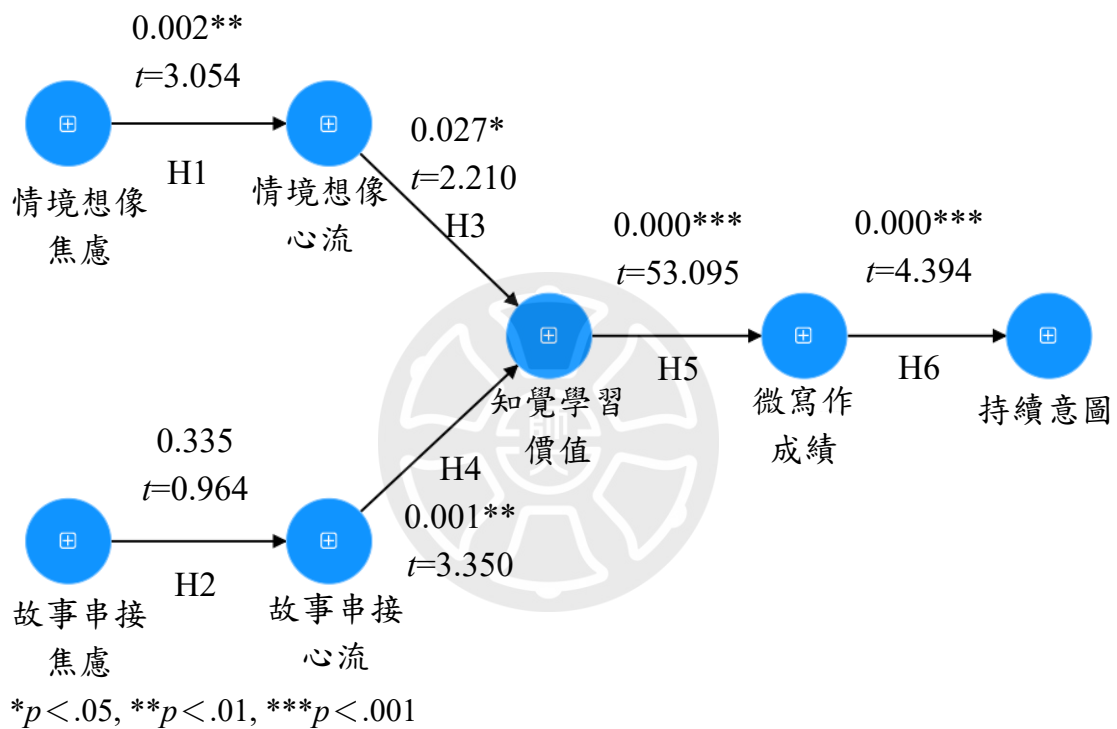 0.002**
t=3.054
H1
情境想像
焦慮
情境想像
心流
0.027*
t=2.210
H3
0.000***
t=53.095
H5
0.000***
t=4.394
H6
知覺學習
價值
微寫作
成績
持續意圖
0.335
t=0.964
H2
H4
0.001**
t=3.350
故事串接
焦慮
故事串接
心流
*p＜.05, **p＜.01, ***p＜.001